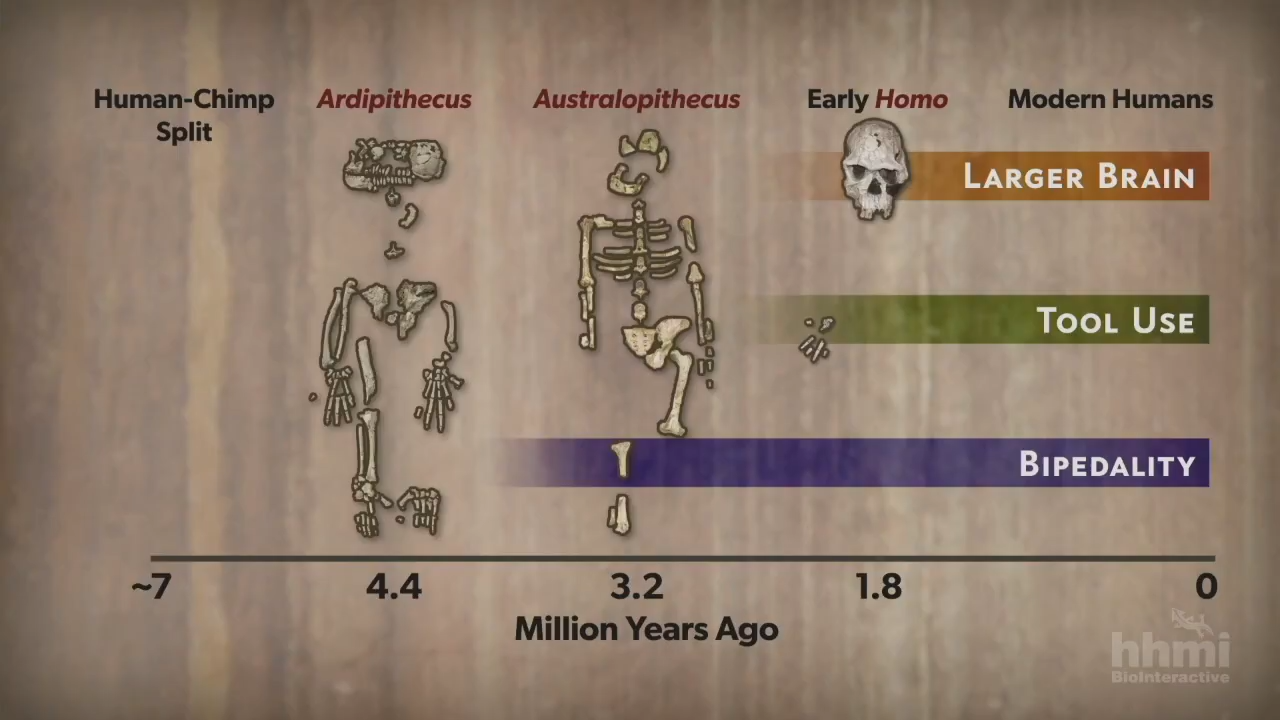 Human-Chimp
Split
Ardipithecus
Australopithecus
Early Homo
Modern Humans
LARGER BRAIN
TOOL USE
BIPEDALITY
~7
4.4
3.2
1.8
0
Million Years Ago
hhmi
BioInteractive